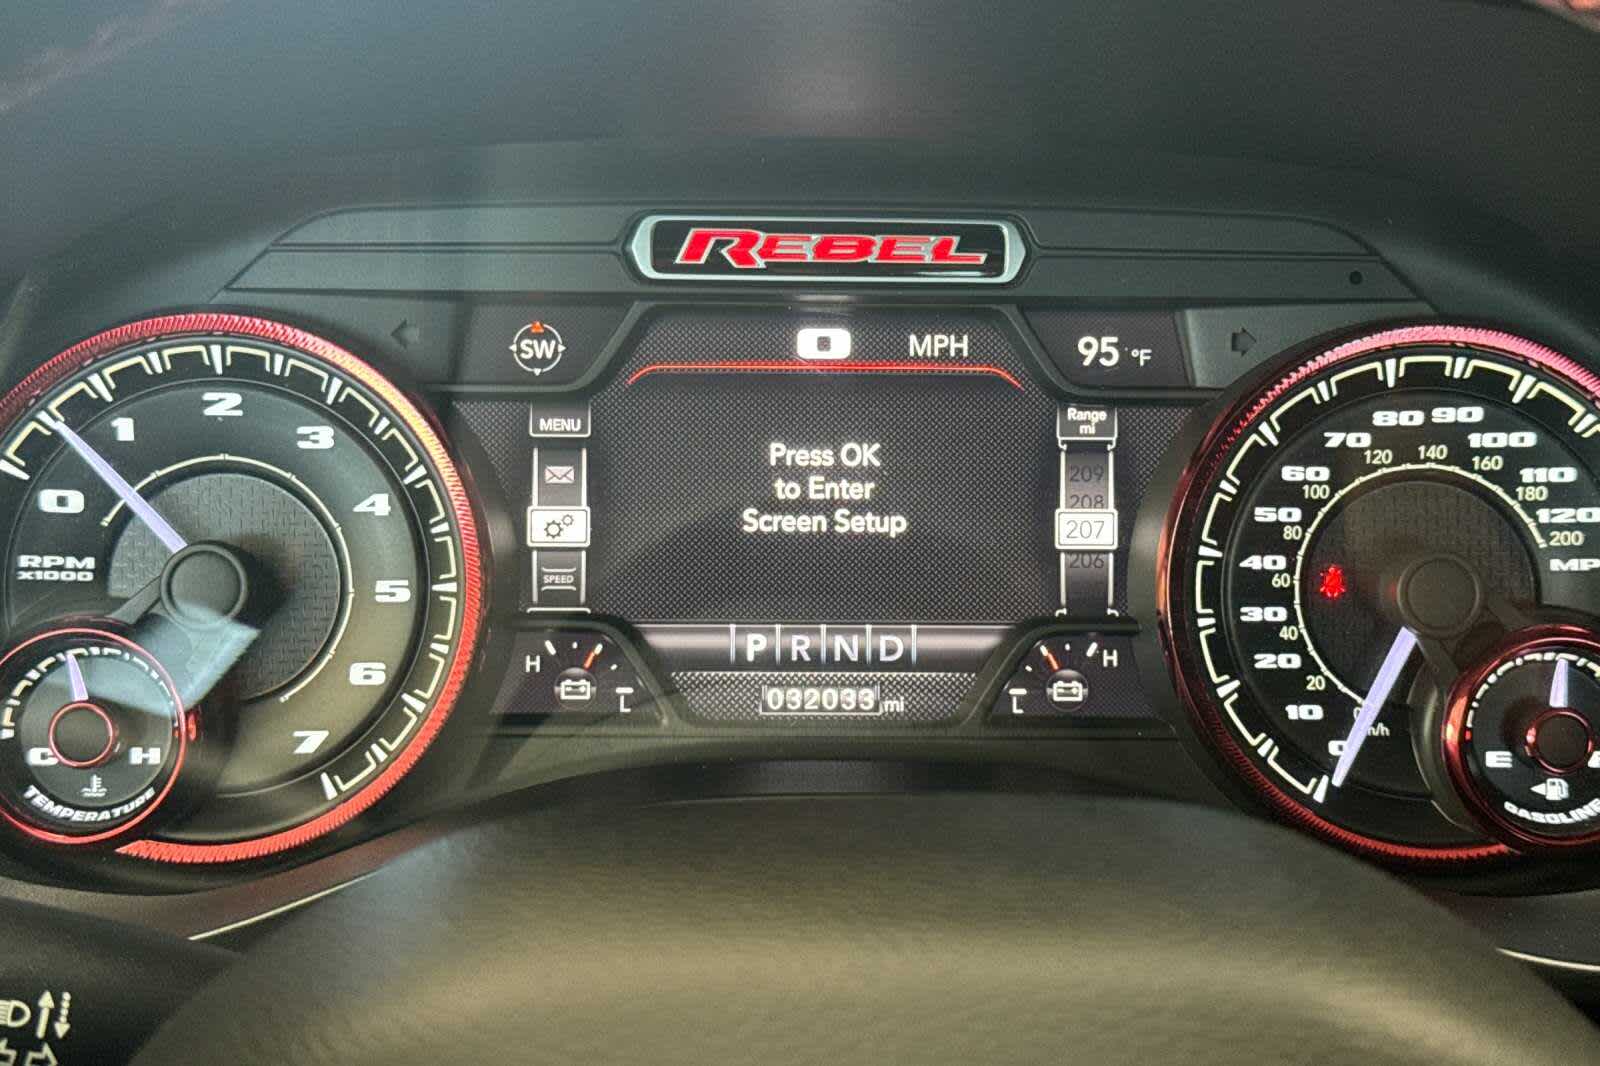 REBEL
SW
0 MPH
95 °F
MENU
Press OK
to Enter
Screen Setup
SPEED
Range
mi
209
208
207
206
P R N D
032033 mi
H
L
H
L
0
1
2
3
4
5
6
7
RPM
x1000
C H
TEMPERATURE
0
10
20
30
40
50
60
70
80
90
100
110
120
20
40
60
80
100
120
140
160
180
200
E
GASOLINE